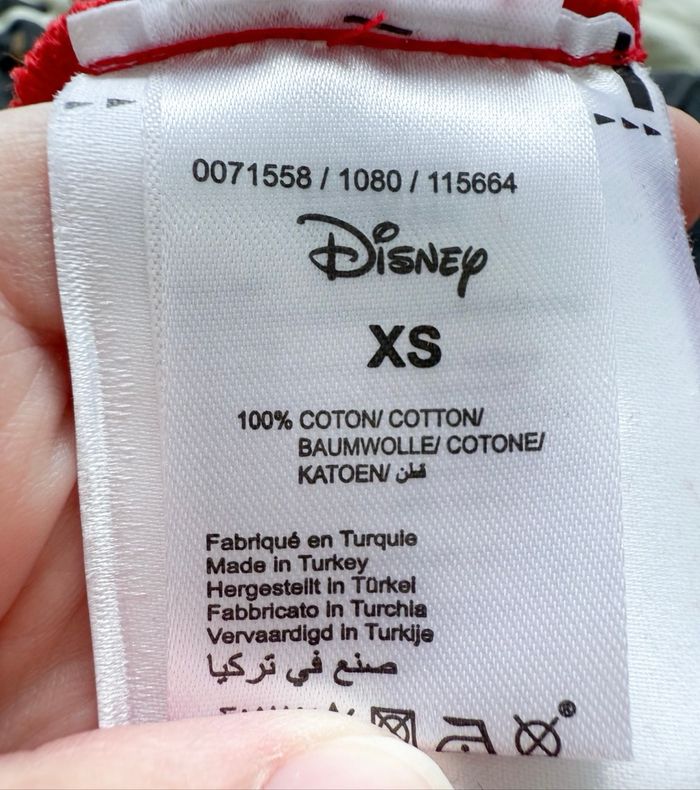 0071558 / 1080 / 115664
Disney
XS
100% COTON/ COTTON/
BAUMWOLLE/ COTONE/
KATOEN/ قطن
Fabriqué en Turquie
Made in Turkey
Hergestellt in Türkei
Fabbricato in Turchia
Vervaardigd in Turkije
صنع في تركيا
®